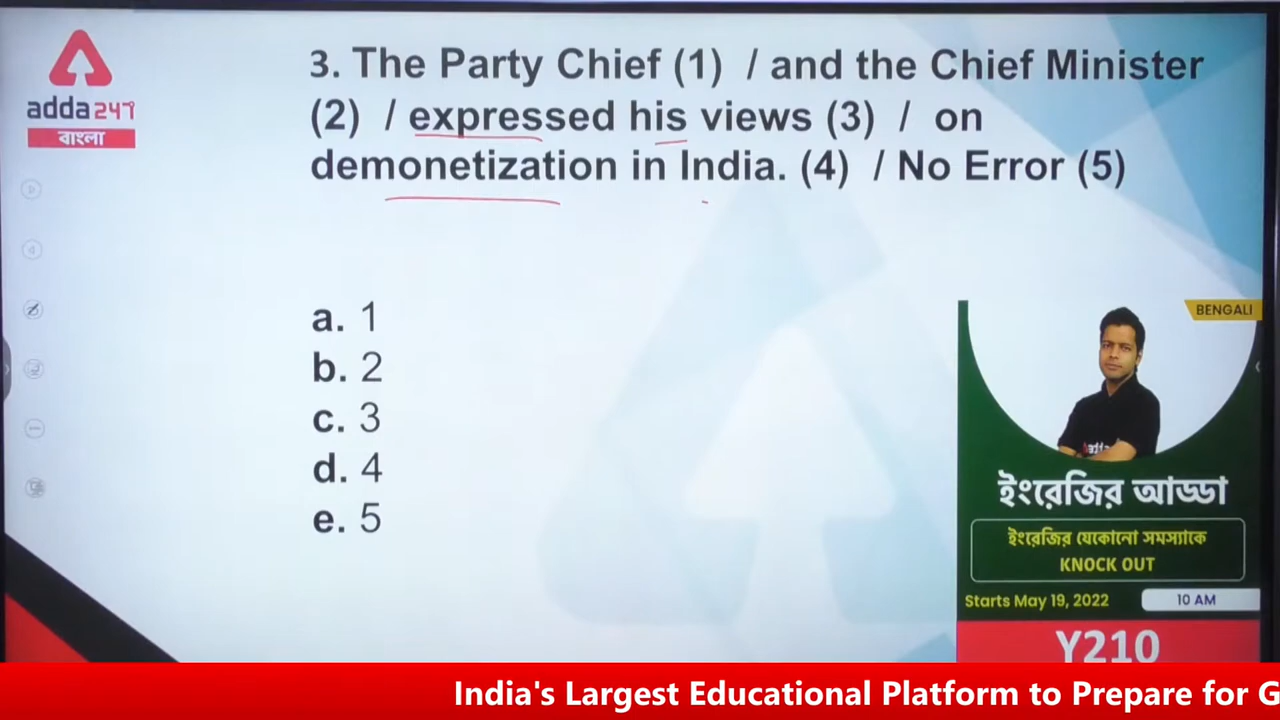 adda247
বাংলা
3. The Party Chief (1) / and the Chief Minister
(2) / expressed his views (3) / on
demonetization in India. (4) / No Error (5)
a. 1
b. 2
c. 3
d. 4
e. 5
BENGALI
ইংরেজির আড্ডা
ইংরেজির যেকোনো সমস্যাকে
KNOCK OUT
Starts May 19, 2022
10 AM
Y210
India's Largest Educational Platform to Prepare for G